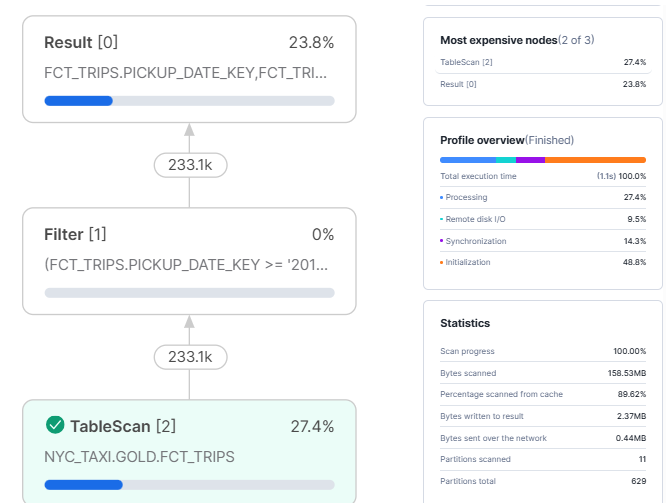 Result [0] 23.8%
FCT_TRIPS.PICKUP_DATE_KEY,FCT_TRI...
233.1k
Filter [1] 0%
(FCT_TRIPS.PICKUP_DATE_KEY >= '201...
233.1k
TableScan [2] 27.4%
NYC_TAXI.GOLD.FCT_TRIPS
Most expensive nodes(2 of 3)
TableScan [2] 27.4%
Result [0] 23.8%
Profile overview(Finished)
Total execution time (1.1s) 100.0%
Processing 27.4%
Remote disk I/O 9.5%
Synchronization 14.3%
Initialization 48.8%
Statistics
Scan progress 100.00%
Bytes scanned 158.53MB
Percentage scanned from cache 89.62%
Bytes written to result 2.37MB
Bytes sent over the network 0.44MB
Partitions scanned 11
Partitions total 629